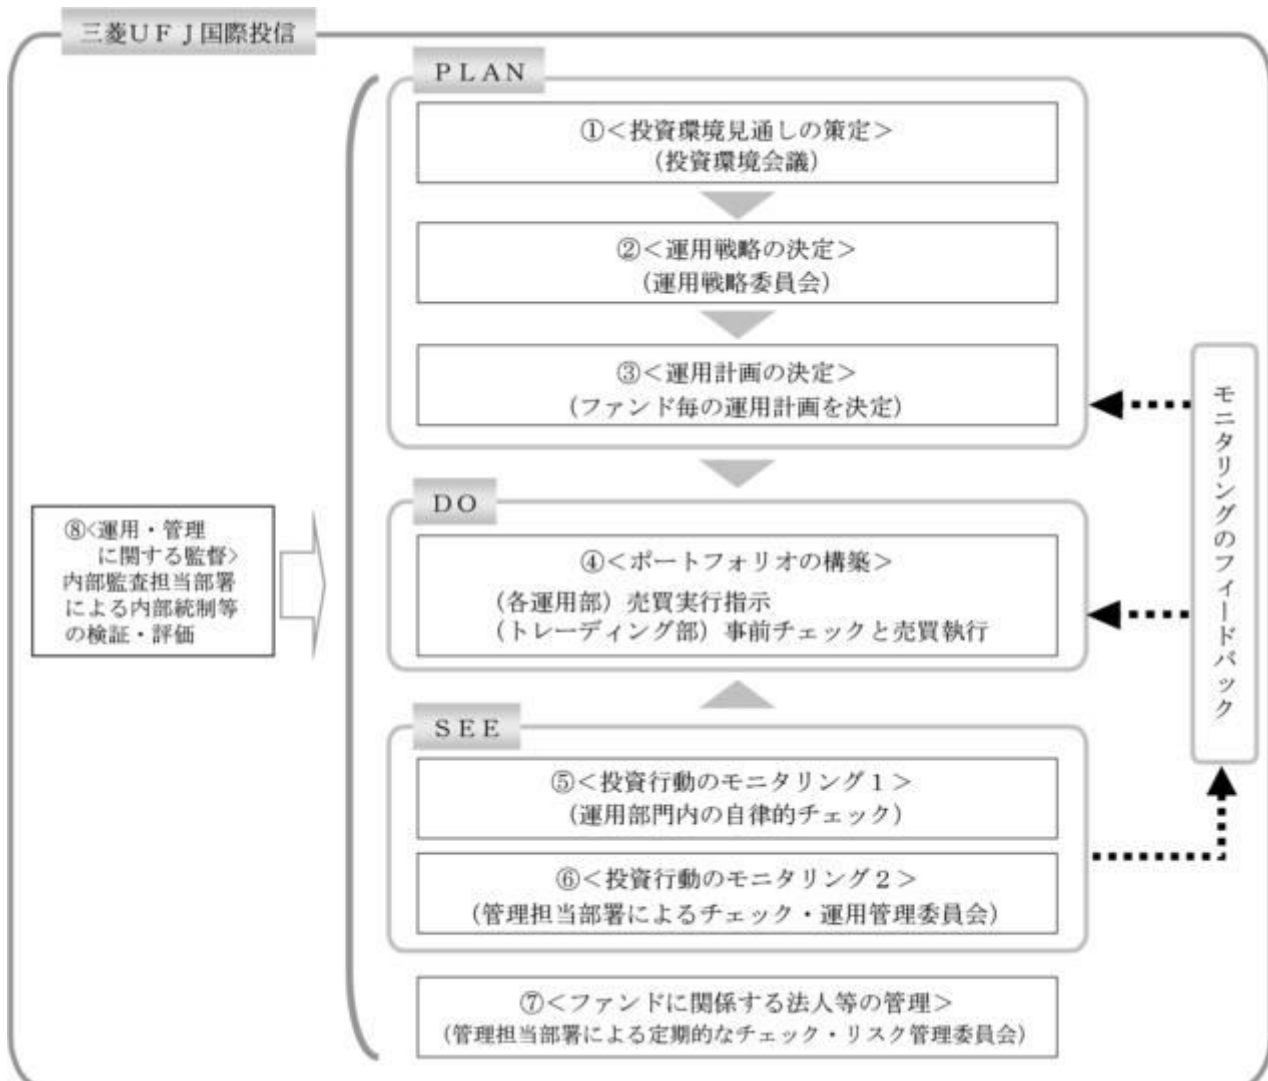 三菱ＵＦＪ国際投信
ＰＬＡＮ
①＜投資環境見通しの策定＞
（投資環境会議）
②＜運用戦略の決定＞
（運用戦略委員会）
③＜運用計画の決定＞
（ファンド毎の運用計画を決定）
ＤＯ
④＜ポートフォリオの構築＞
（各運用部）売買実行指示
（トレーディング部）事前チェックと売買執行
ＳＥＥ
⑤＜投資行動のモニタリング１＞
（運用部門内の自律的チェック）
⑥＜投資行動のモニタリング２＞
（管理担当部署によるチェック・運用管理委員会）
⑦＜ファンドに関係する法人等の管理＞
（管理担当部署による定期的なチェック・リスク管理委員会）
⑧＜運用・管理
に関する監督＞
内部監査担当部署
による内部統制等
の検証・評価
モニタリングのフィードバック